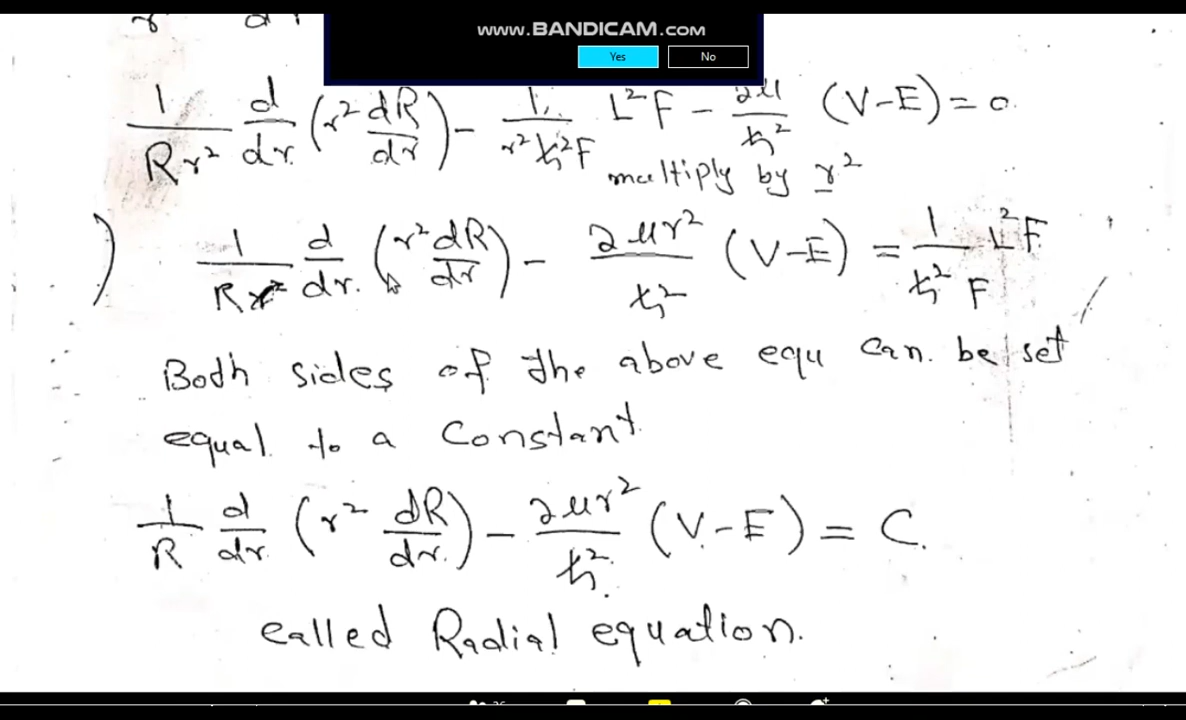 www.BANDICAM.com
Yes No
1/(Rr²) d/dr. (r² dR/dr) - 1/(r²ħ²F) L²F - 2μ/ħ² (V-E) = 0.
multiply by r²
) 1/R d/dr. (r² dR/dr) - 2μr²/ħ² (V-E) = 1/(ħ² F) L²F
Both sides of the above equ can. be set
equal to a Constant.
1/R d/dr. (r² dR/dr.) - 2μr²/ħ² (V.-E) = C.
called Radial equation.